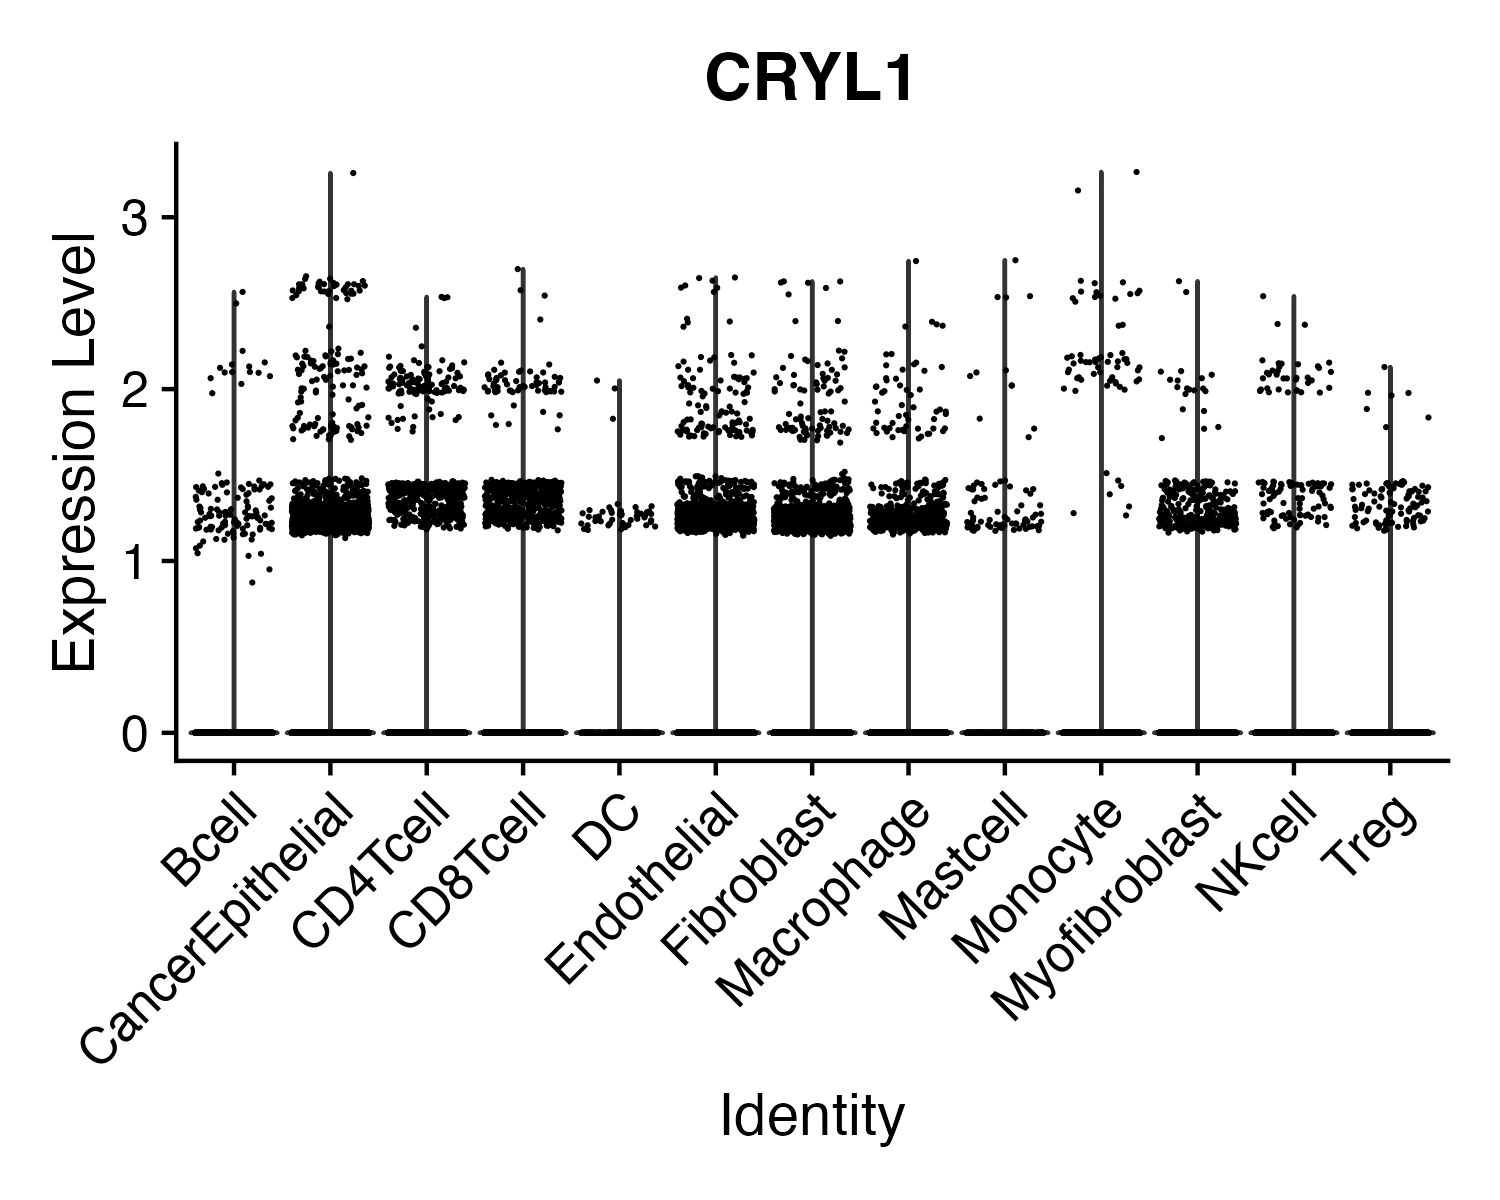 CRYL1
Expression Level
3
2
1
0
Bcell
CancerEpithelial
CD4Tcell
CD8Tcell
DC
Endothelial
Fibroblast
Macrophage
Mastcell
Monocyte
Myofibroblast
NKcell
Treg
Identity